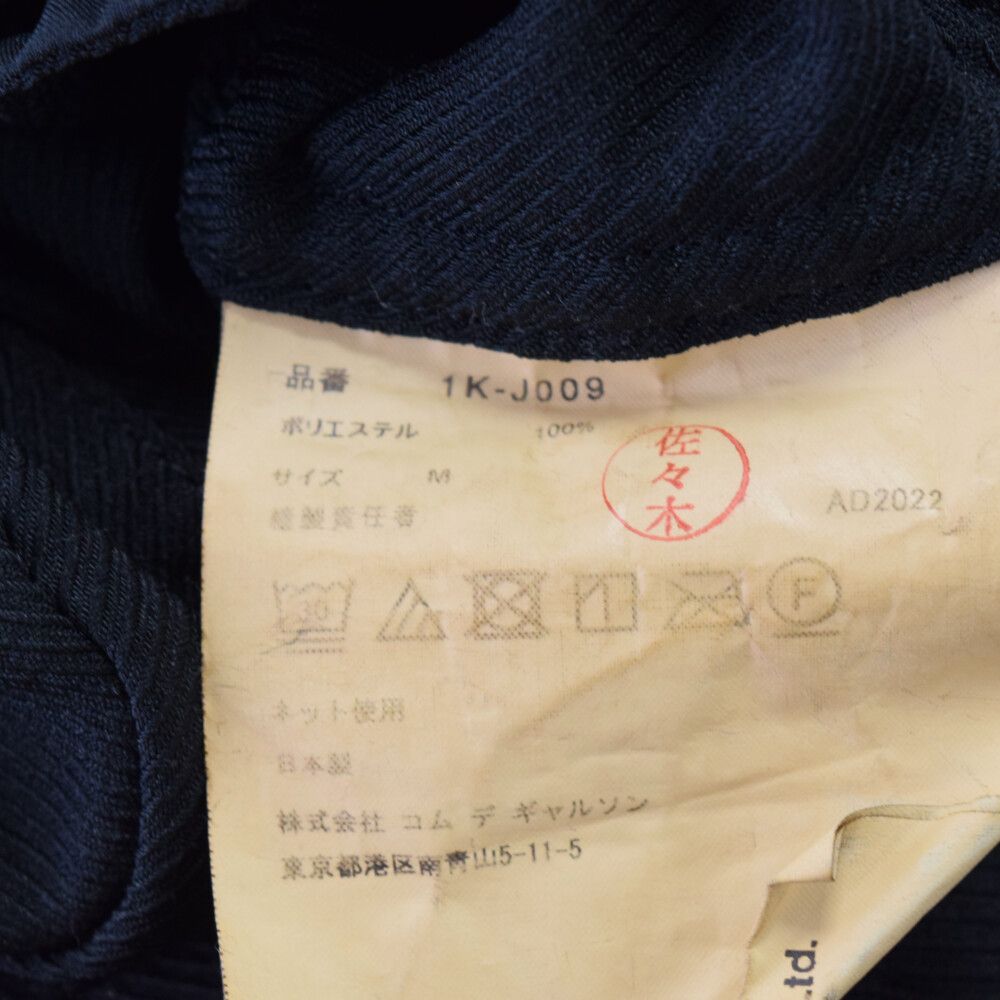 品番 1K-J009
ポリエステル 100%
サイズ M
縫製責任者
佐々木
AD2022
30
F
ネット使用
日本製
株式会社 コム デ ギャルソン
東京都港区南青山5-11-5
Ltd.